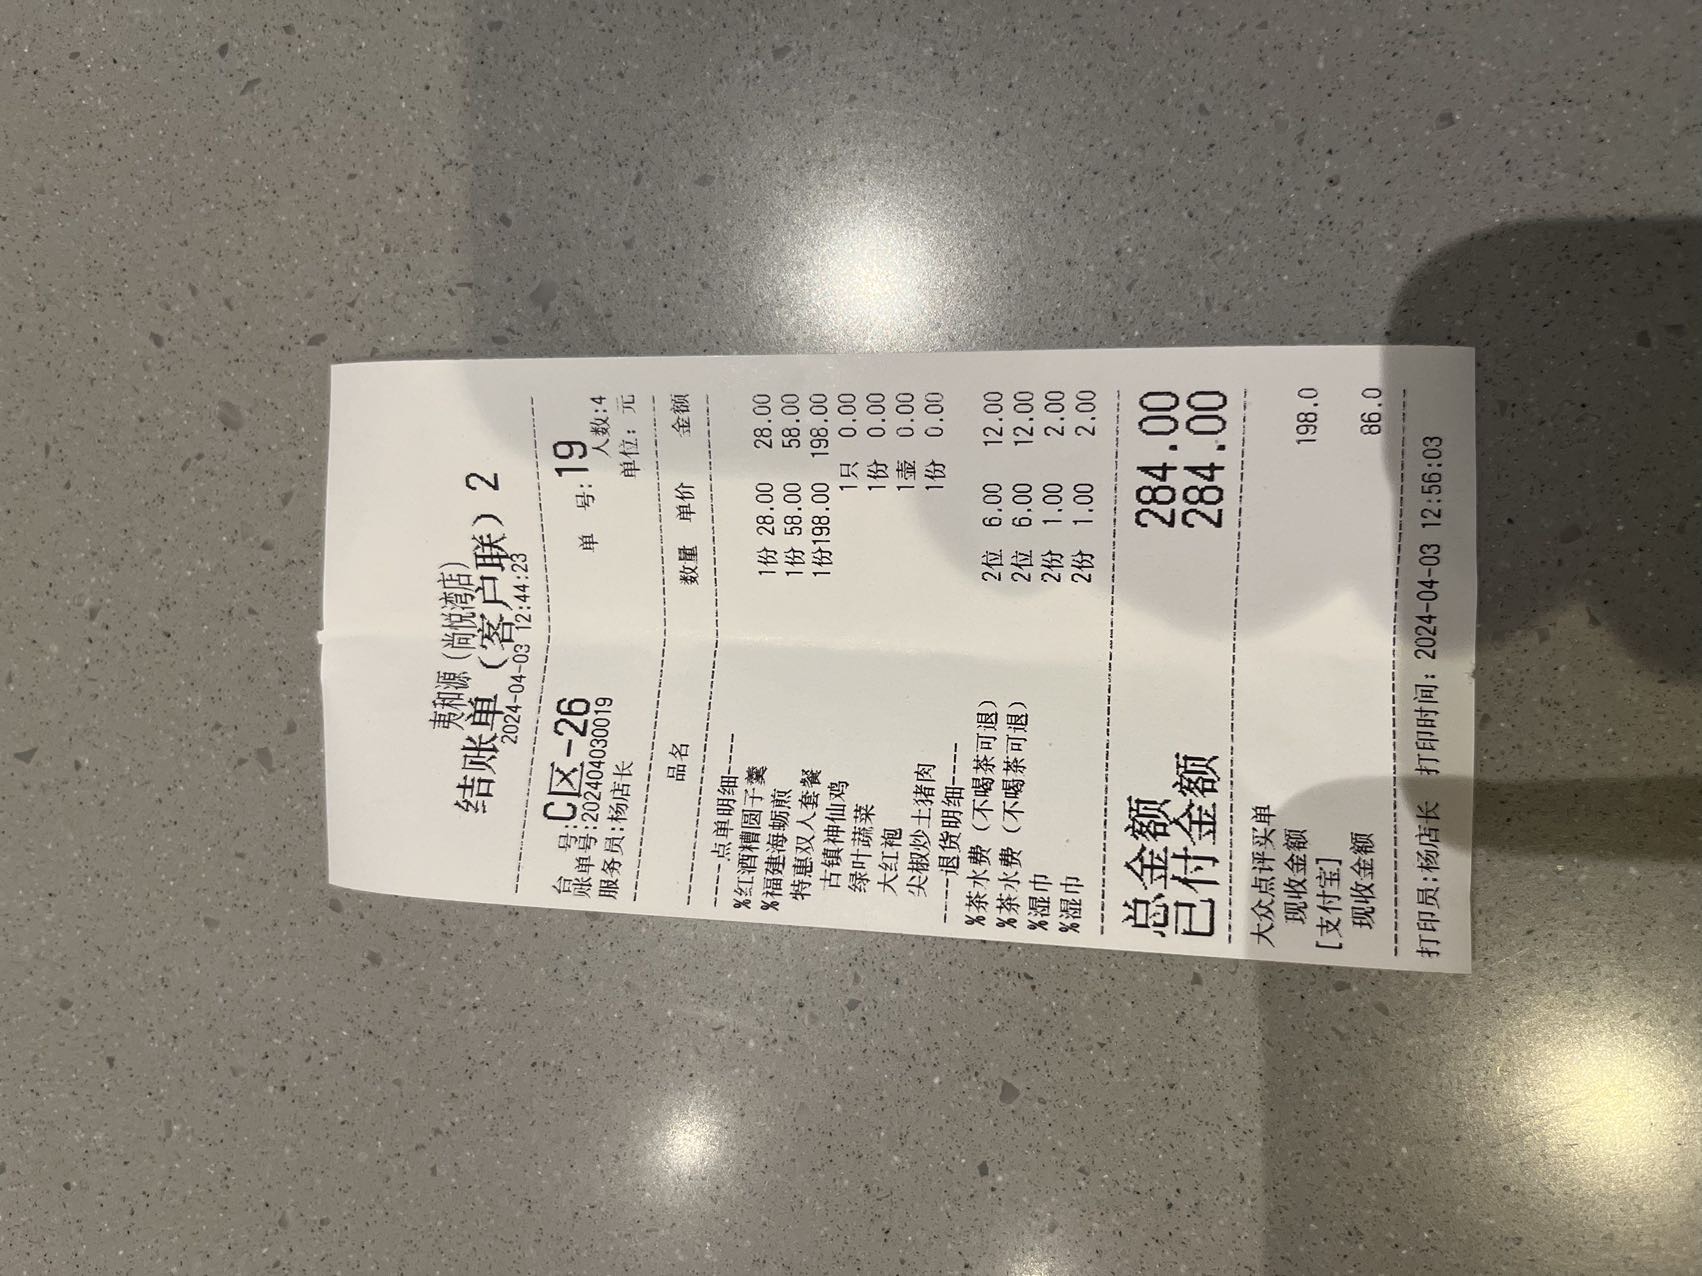 夷和源(尚悦湾店)
结账单(客户联)2
2024-04-03 12:44:23
台 号:C区-26 单 号:19
账单号:202404030019 人数:4
服务员:杨店长 单位: 元
品名 数量 单价 金额
----点单明细----
%红酒糟圆子羹 1份 28.00 28.00
%福建海蛎煎 1份 58.00 58.00
特惠双人套餐 1份198.00 198.00
古镇神仙鸡 1只 0.00
绿叶蔬菜 1份 0.00
大红袍 1壶 0.00
尖椒炒土猪肉 1份 0.00
----退货明细----
%茶水费(不喝茶可退) 2位 6.00 12.00
%茶水费(不喝茶可退) 2位 6.00 12.00
%湿巾 2份 1.00 2.00
%湿巾 2份 1.00 2.00
总金额 284.00
已付金额 284.00
大众点评买单
现收金额 198.0
[支付宝]
现收金额 86.0
打印员:杨店长 打印时间: 2024-04-03 12:56:03